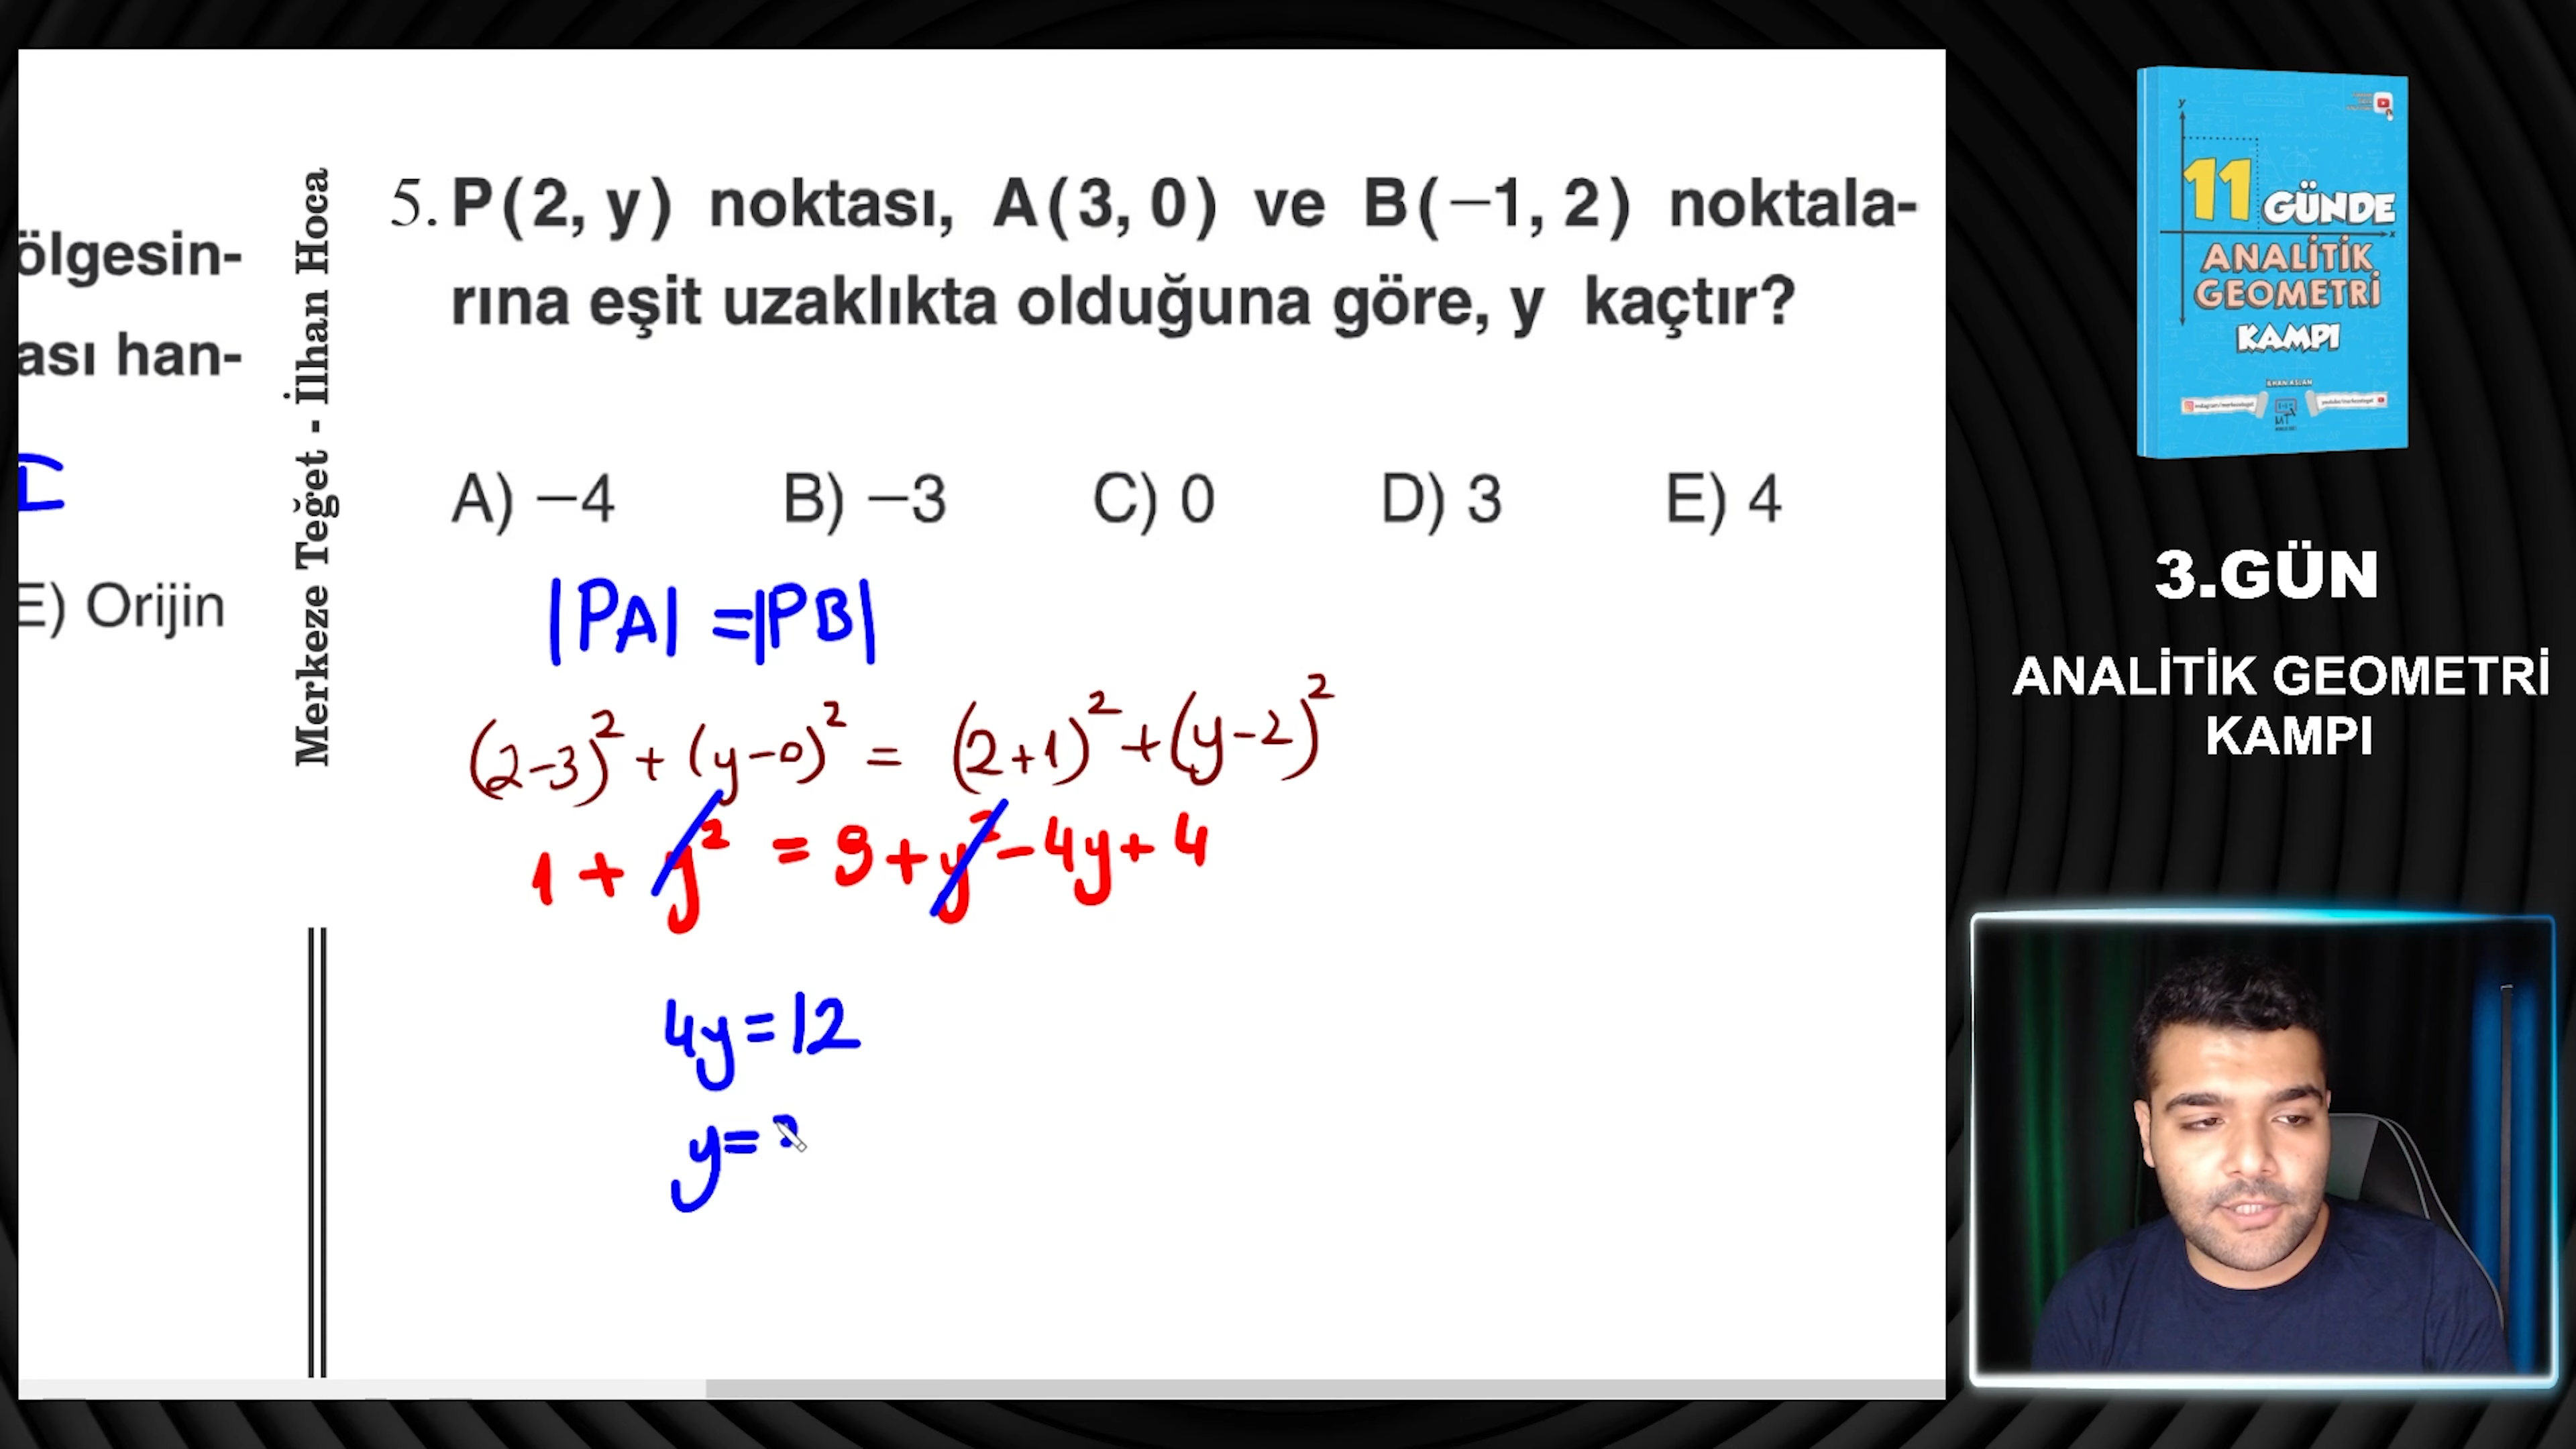 ölgesin-
ası han-
E) Orijin
Merkeze Teğet - İlhan Hoca
5. P(2, y) noktası, A(3, 0) ve B(−1, 2) noktala-
rına eşit uzaklıkta olduğuna göre, y kaçtır?
A) −4 B) −3 C) 0 D) 3 E) 4
|PA| = |PB|
(2-3)² + (y-0)² = (2+1)² + (y-2)²
1 + y² = 9 + y² - 4y + 4
4y = 12
y =
11 GÜNDE
ANALİTİK
GEOMETRİ
KAMPI
İLHAN ASLAN
3.GÜN
ANALİTİK GEOMETRİ
KAMPI